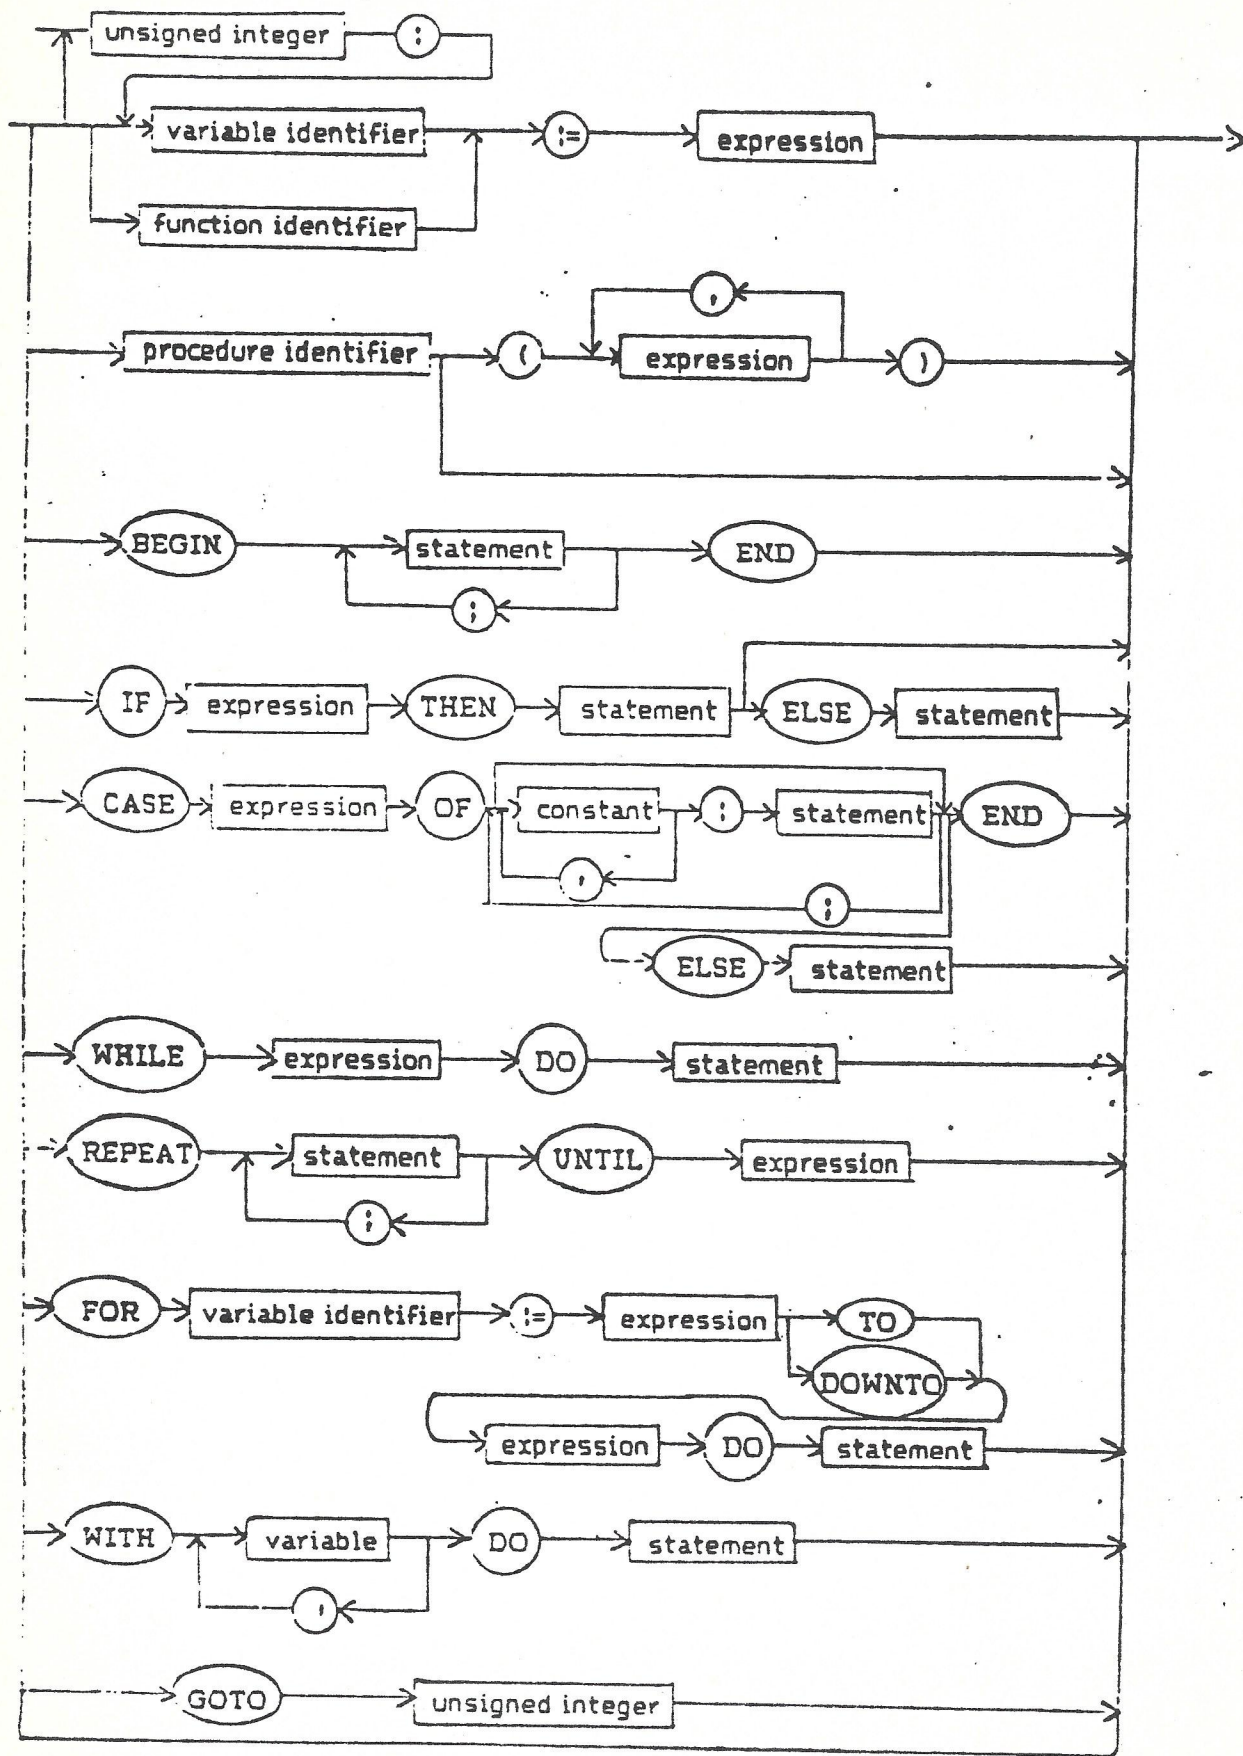 unsigned integer :
variable identifier := expression
function identifier
,
procedure identifier ( expression )
BEGIN statement END
;
IF expression THEN statement ELSE statement
CASE expression OF constant : statement END
,
;
ELSE statement
WHILE expression DO statement
REPEAT statement UNTIL expression
;
FOR variable identifier := expression TO
DOWNTO
expression DO statement
WITH variable DO statement
,
GOTO unsigned integer